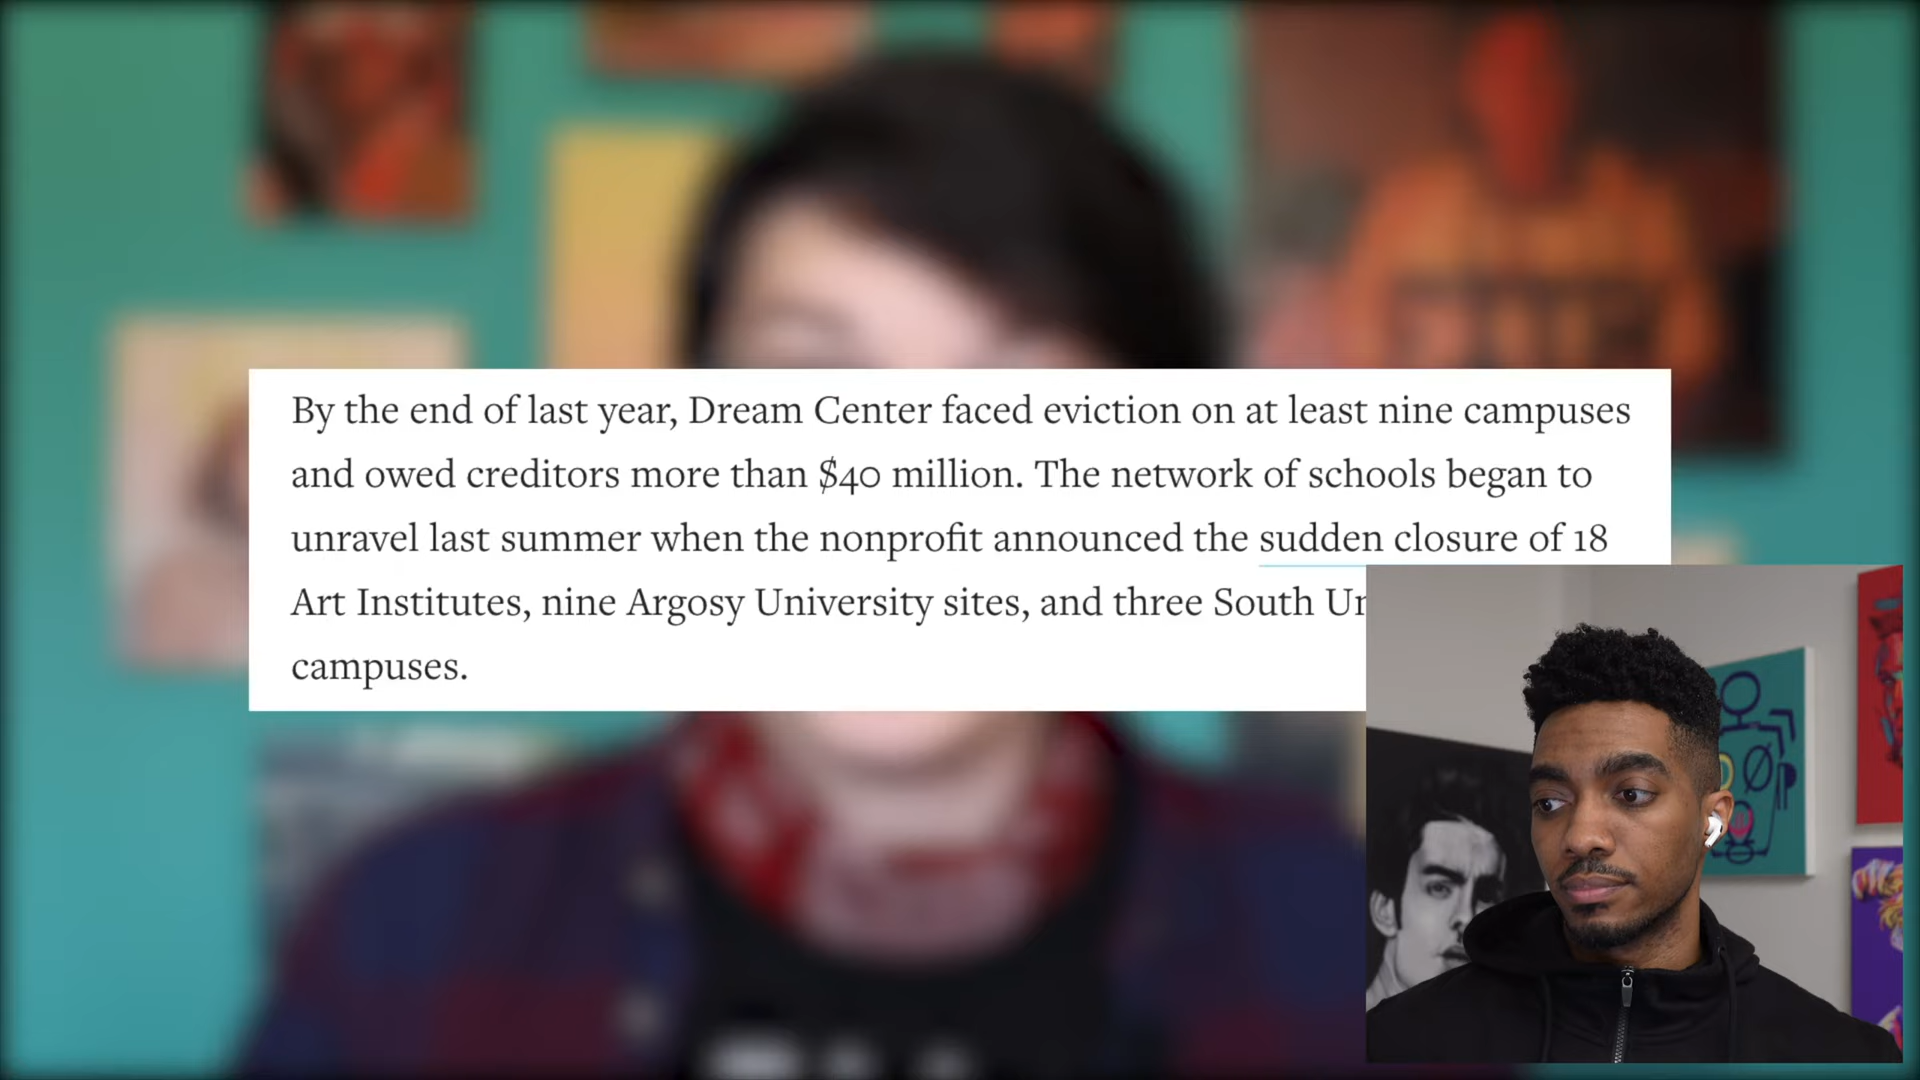 By the end of last year, Dream Center faced eviction on at least nine campuses
and owed creditors more than $40 million. The network of schools began to
unravel last summer when the nonprofit announced the sudden closure of 18
Art Institutes, nine Argosy University sites, and three South
campuses.